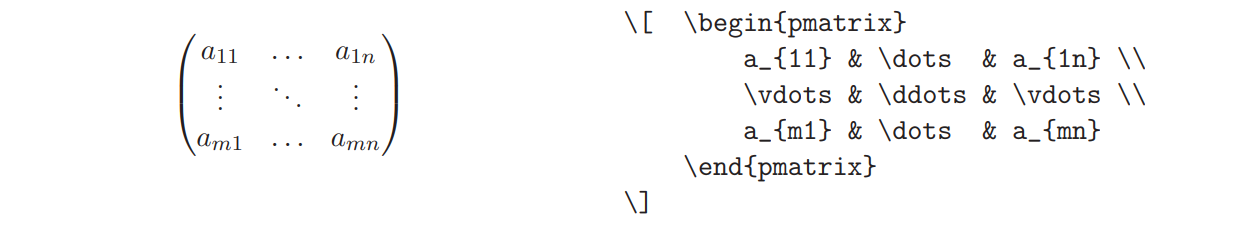 a11 … a1n
⋮ ⋱ ⋮
am1 … amn
\[ \begin{pmatrix}
a_{11} & \dots & a_{1n} \\
\vdots & \ddots & \vdots \\
a_{m1} & \dots & a_{mn}
\end{pmatrix}
\]